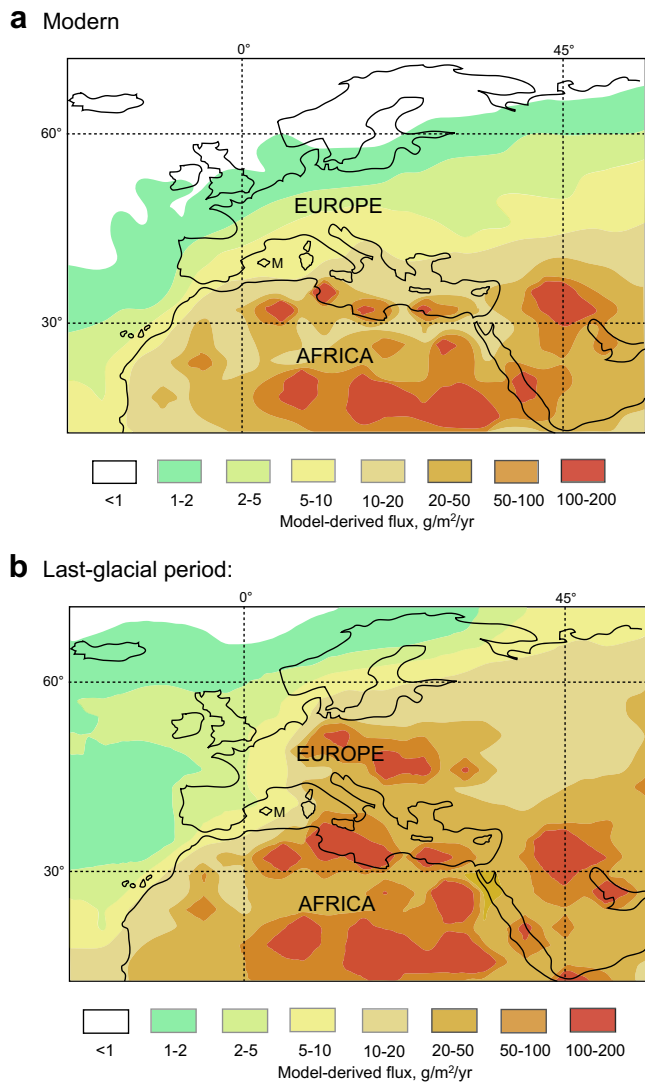 a Modern
0° 45°
60°
EUROPE
M
30°
AFRICA
<1 1-2 2-5 5-10 10-20 20-50 50-100 100-200
Model-derived flux, g/m²/yr
b Last-glacial period:
0° 45°
60°
EUROPE
M
30°
AFRICA
<1 1-2 2-5 5-10 10-20 20-50 50-100 100-200
Model-derived flux, g/m²/yr